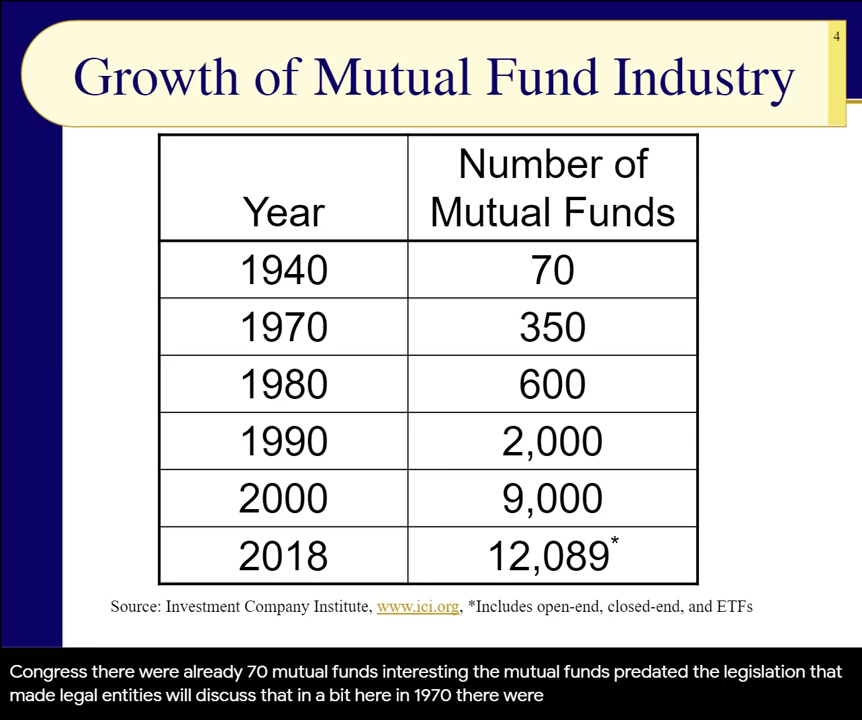 4
Growth of Mutual Fund Industry
Year
Number of
Mutual Funds
1940 70
1970 350
1980 600
1990 2,000
2000 9,000
2018 12,089*
Source: Investment Company Institute, www.ici.org, *Includes open-end, closed-end, and ETFs
Congress there were already 70 mutual funds interesting the mutual funds predated the legislation that
made legal entities will discuss that in a bit here in 1970 there were